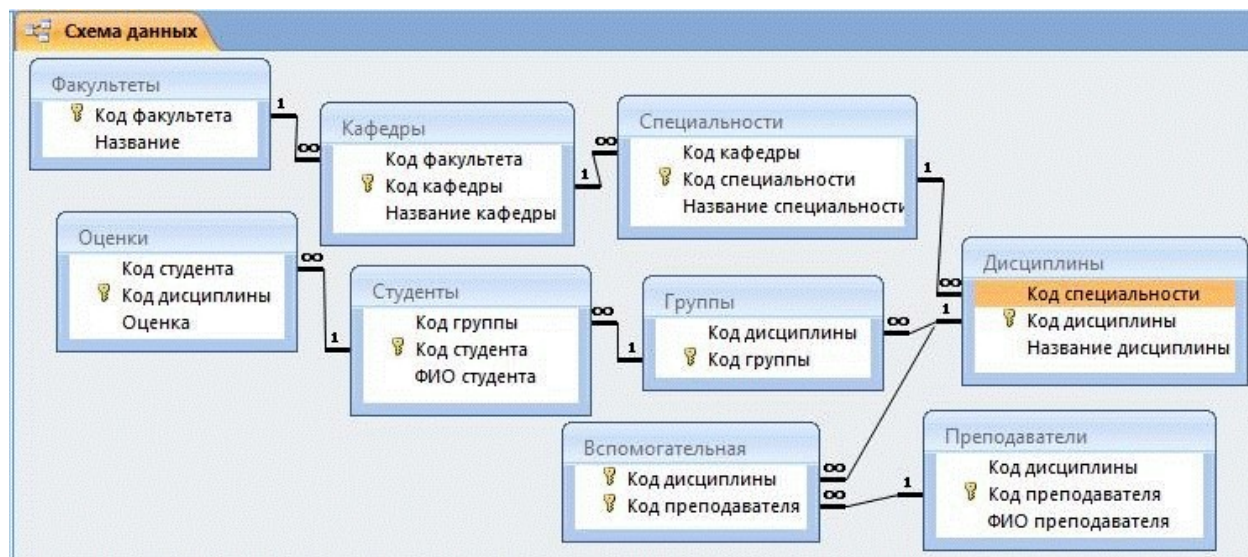 Схема данных
Факультеты
Код факультета
Название
1
∞
Кафедры
Код факультета
Код кафедры
Название кафедры
1
∞
Специальности
Код кафедры
Код специальности
Название специальности
1
∞
Оценки
Код студента
Код дисциплины
Оценка
∞
1
Студенты
Код группы
Код студента
ФИО студента
∞
1
Группы
Код дисциплины
Код группы
∞
1
Дисциплины
Код специальности
Код дисциплины
Название дисциплины
Вспомогательная
Код дисциплины
Код преподавателя
∞
∞
1
Преподаватели
Код дисциплины
Код преподавателя
ФИО преподавателя